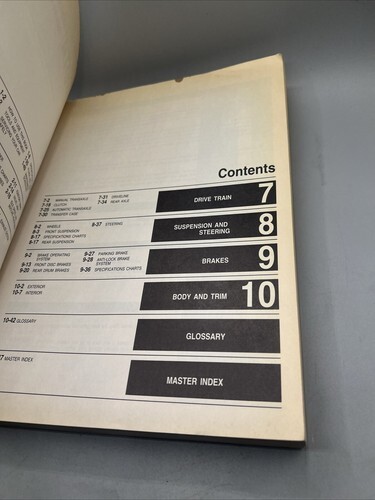 Contents
7-2 MANUAL TRANSAXLE 7-31 DRIVELINE
7-18 CLUTCH 7-34 REAR AXLE
7-25 AUTOMATIC TRANSAXLE
7-30 TRANSFER CASE
DRIVE TRAIN 7
8-2 WHEELS 8-37 STEERING
8-3 FRONT SUSPENSION
8-17 SPECIFICATIONS CHARTS
8-17 REAR SUSPENSION
SUSPENSION AND
STEERING 8
9-2 BRAKE OPERATING 9-27 PARKING BRAKE
SYSTEM 9-28 ANTI-LOCK BRAKE
9-13 FRONT DISC BRAKES SYSTEM
9-20 REAR DRUM BRAKES 9-36 SPECIFICATIONS CHARTS
BRAKES 9
10-2 EXTERIOR
10-7 INTERIOR
BODY AND TRIM 10
10-42 GLOSSARY
GLOSSARY
MASTER INDEX
MASTER INDEX